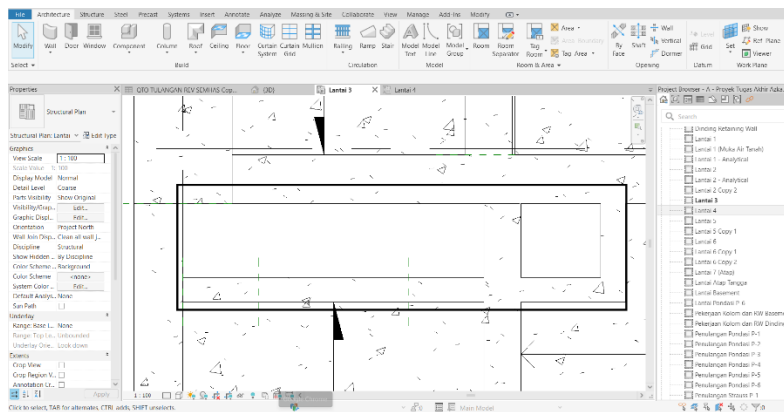 File Architecture Structure Steel Precast Systems Insert Annotate Analyze Massing & Site Collaborate View Manage Add-Ins Modify
Modify Wall Door Window Component Column Roof Ceiling Floor Curtain System Curtain Grid Mullion Railing Ramp Stair Model Text Model Line Model Group Room Room Separator Tag Room Area Area Boundary Tag Area By Face Shaft Wall Vertical Dormer Level Grid Set Show Ref Plane Viewer
Select Build Circulation Model Room & Area Opening Datum Work Plane
Properties
QTO TULANGAN REV SEMHAS Cop... (3D) Lantai 3 Lantai 4
Project Browser - A - Proyek Tugas Akhir Azka
Structural Plan
Search
Structural Plan: Lantai Edit Type
Graphics
View Scale 1 : 100
Scale Value 1: 100
Display Model Normal
Detail Level Coarse
Parts Visibility Show Original
Visibility/Grap... Edit...
Graphic Displ... Edit...
Orientation Project North
Wall Join Disp... Clean all wall j...
Discipline Structural
Show Hidden ... By Discipline
Color Scheme ... Background
Color Scheme <none>
System Color ... Edit...
Default Analys... None
Sun Path
Underlay
Range: Base L... None
Range: Top Le... Unbounded
Underlay Orie... Look down
Extents
Crop View
Crop Region V...
Annotation Cr...
Apply
Dinding Retaining Wall
Lantai 1
Lantai 1 (Muka Air Tanah)
Lantai 1 - Analytical
Lantai 2
Lantai 2 - Analytical
Lantai 2 Copy 2
Lantai 3
Lantai 4
Lantai 5
Lantai 5 Copy 1
Lantai 6
Lantai 6 Copy 1
Lantai 6 Copy 2
Lantai 7 (Atap)
Lantai Atap Tangga
Lantai Basement
Lantai Pondasi P-6
Pekerjaan Kolom dan RW Basem
Pekerjaan Kolom dan RW Dindin
Penulangan Pondasi P-1
Penulangan Pondasi P-2
Penulangan Pondasi P-3
Penulangan Pondasi P-4
Penulangan Pondasi P-5
Penulangan Pondasi P-6
Penulangan Strauss P-1
1 : 100
Click to select, TAB for alternates, CTRL adds, SHIFT unselects.
Main Model